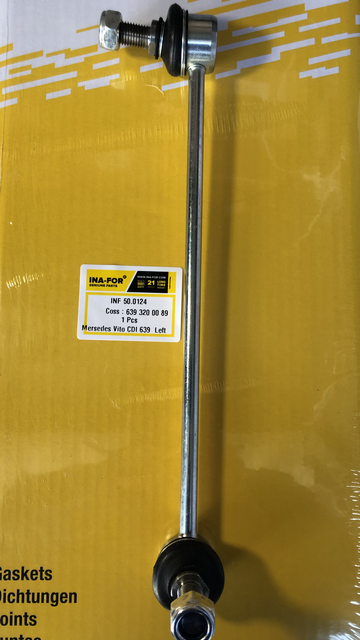 INA-FOR®
GENUINE PARTS
WWW.INA-FOR.COM
21
INF 50.0124
Coss : 639 320 00 89
1 Pcs
Mersedes Vito CDI 639 Left
Gaskets
Dichtungen